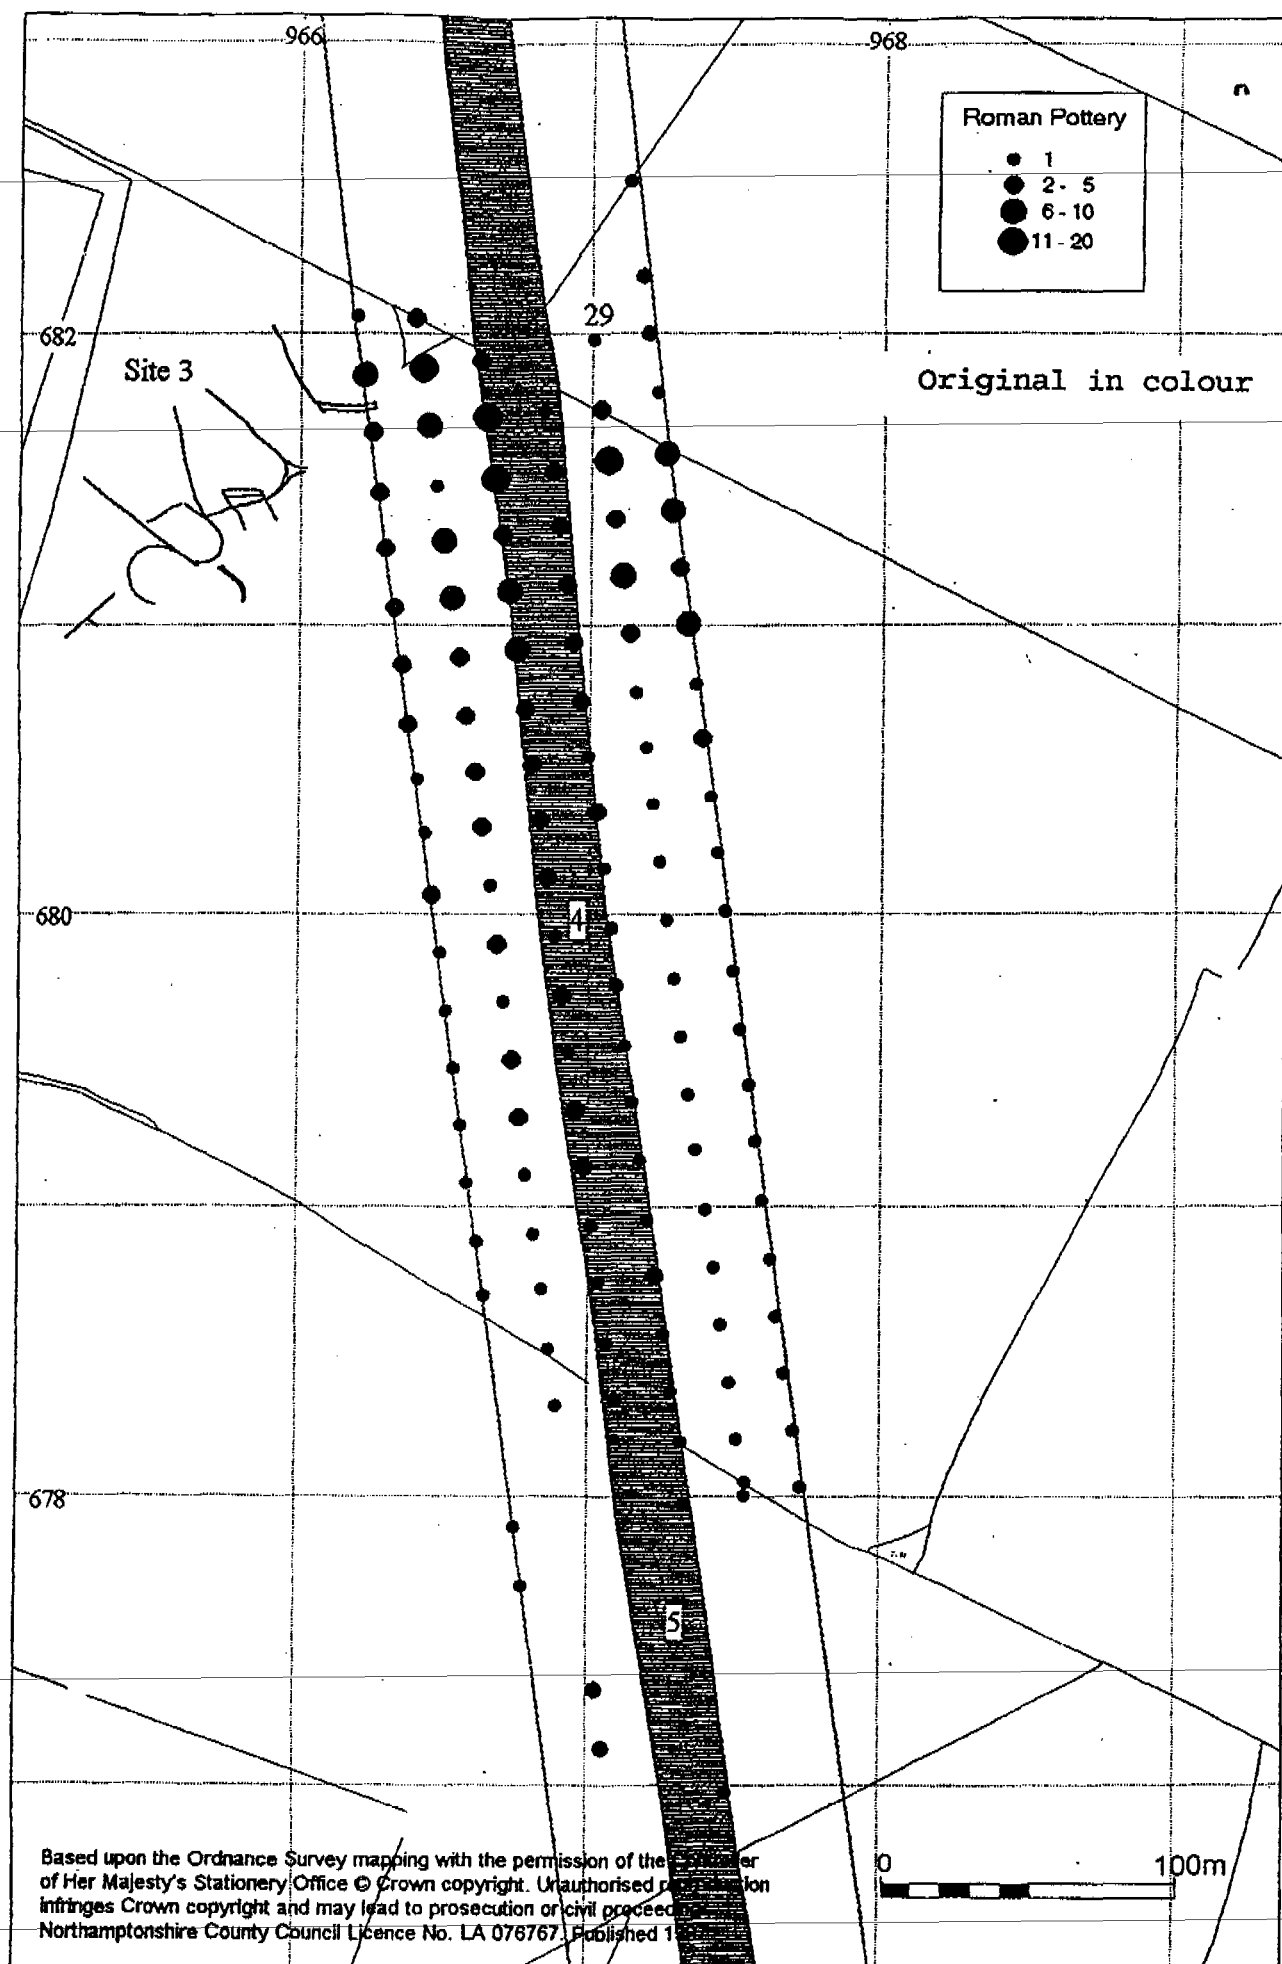 966
968
Roman Pottery
1
2 - 5
6 - 10
11 - 20
29
682
Site 3
Original in colour
680
4
678
5
Based upon the Ordnance Survey mapping with the permission of the
of Her Majesty's Stationery Office © Crown copyright. Unauthorised
infringes Crown copyright and may lead to prosecution or civil
Northamptonshire County Council Licence No. LA 076767. Published
0
100m